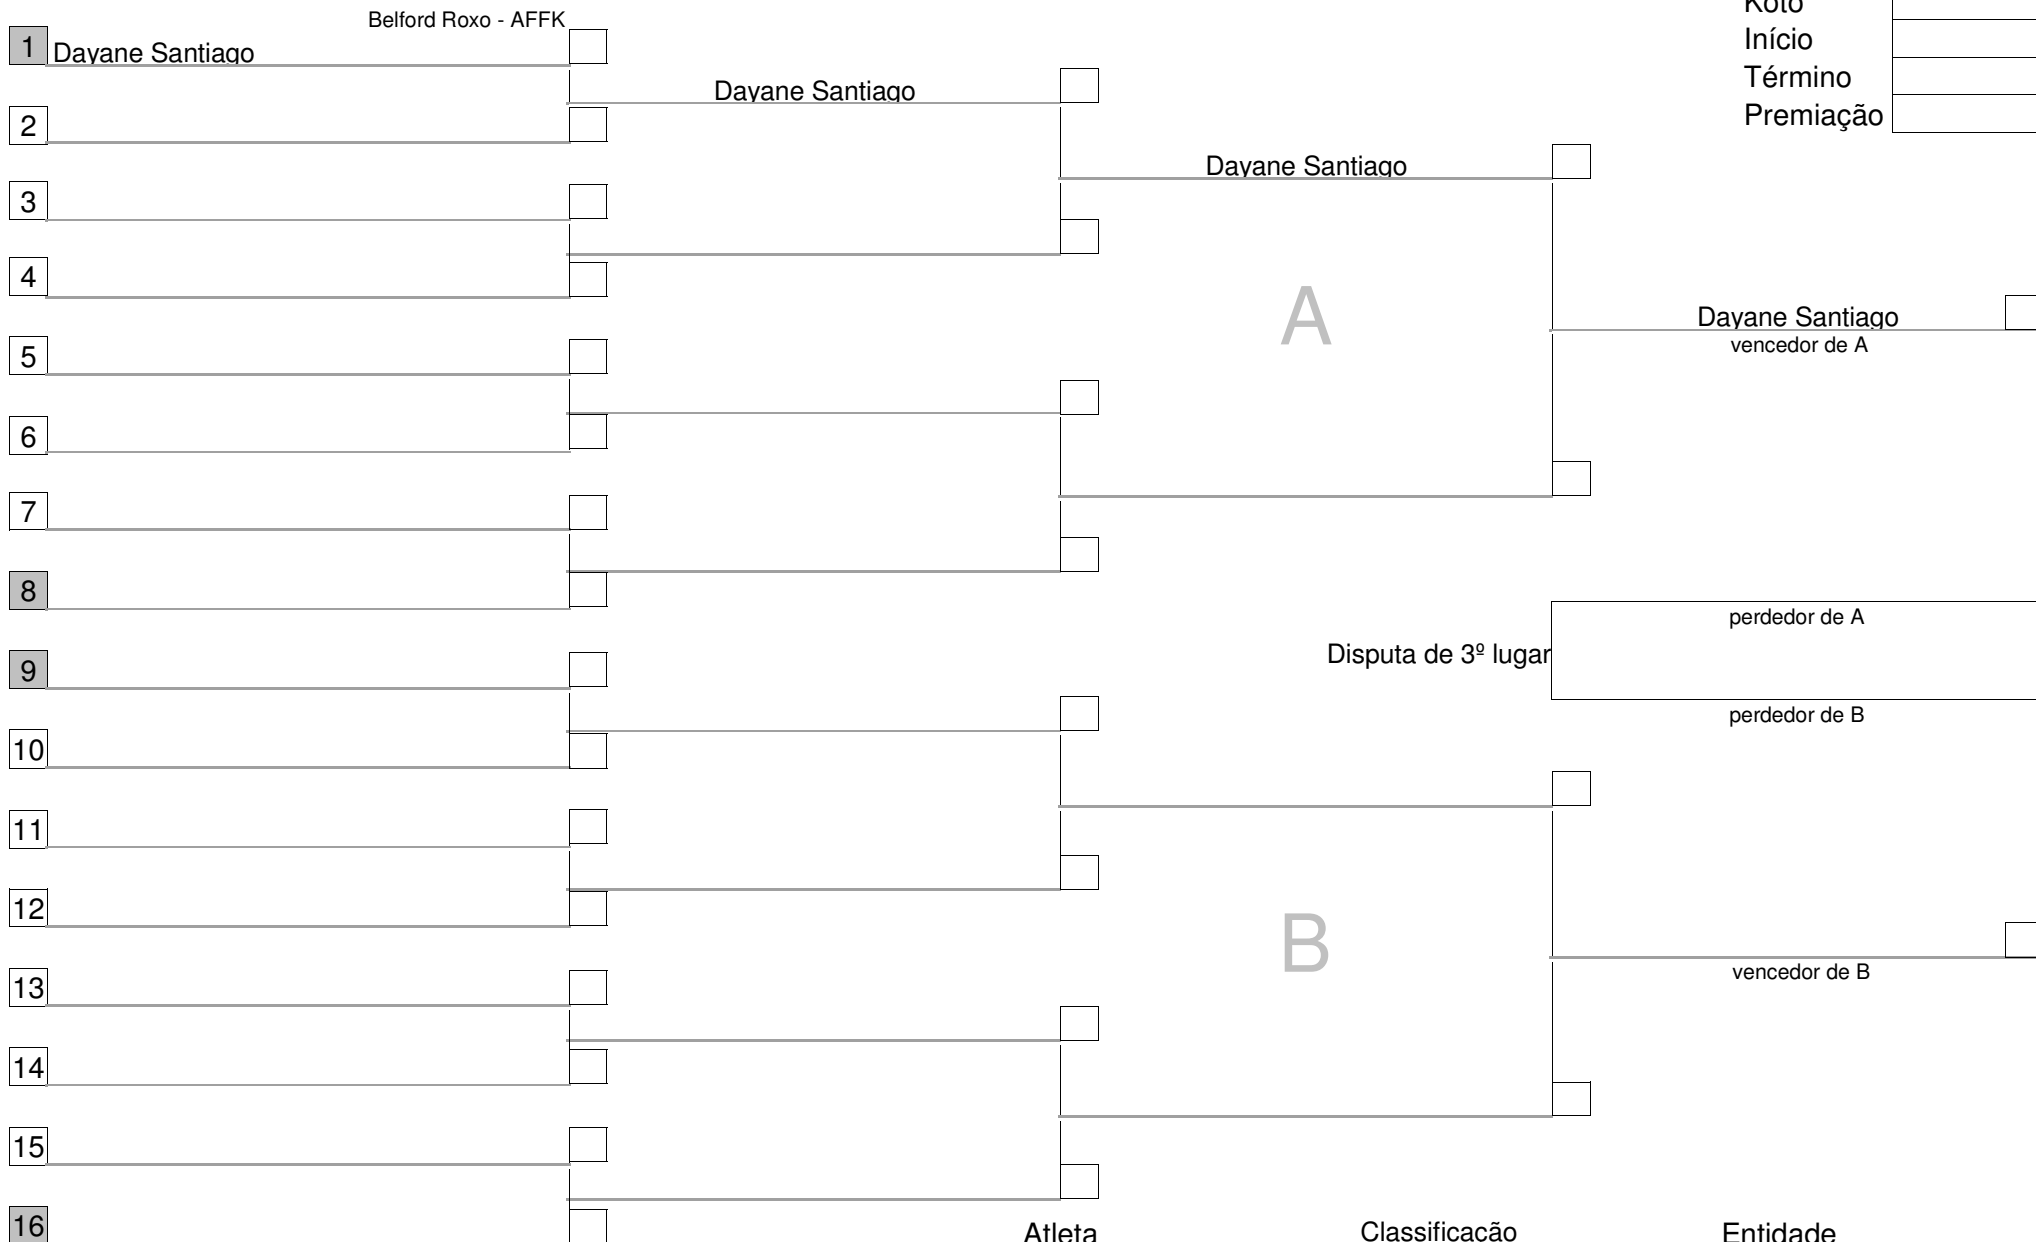 Koto
Belford Roxo - AFFK
1 Dayane Santiago
Início
Dayane Santiago
Término
2
Premiação
Dayane Santiago
3
4
A
Dayane Santiago
vencedor de A
5
6
7
8
perdedor de A
Disputa de 3º lugar
9
perdedor de B
10
11
12
B
vencedor de B
13
14
15
16
Atleta Classificação Entidade